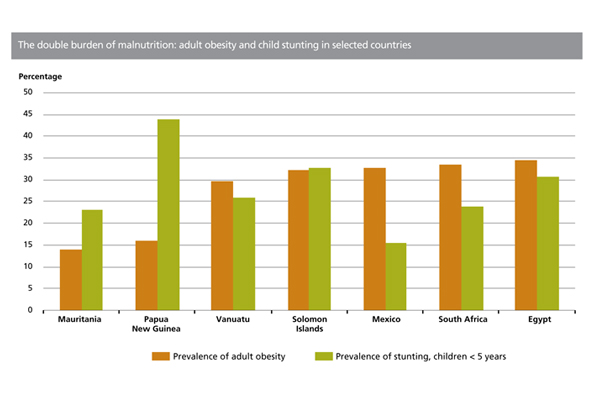 The double burden of malnutrition: adult obesity and child stunting in selected countries
Percentage
50
45
40
35
30
25
20
15
10
5
0
Mauritania
Papua
New Guinea
Vanuatu
Solomon
Islands
Mexico
South Africa
Egypt
Prevalence of adult obesity
Prevalence of stunting, children < 5 years